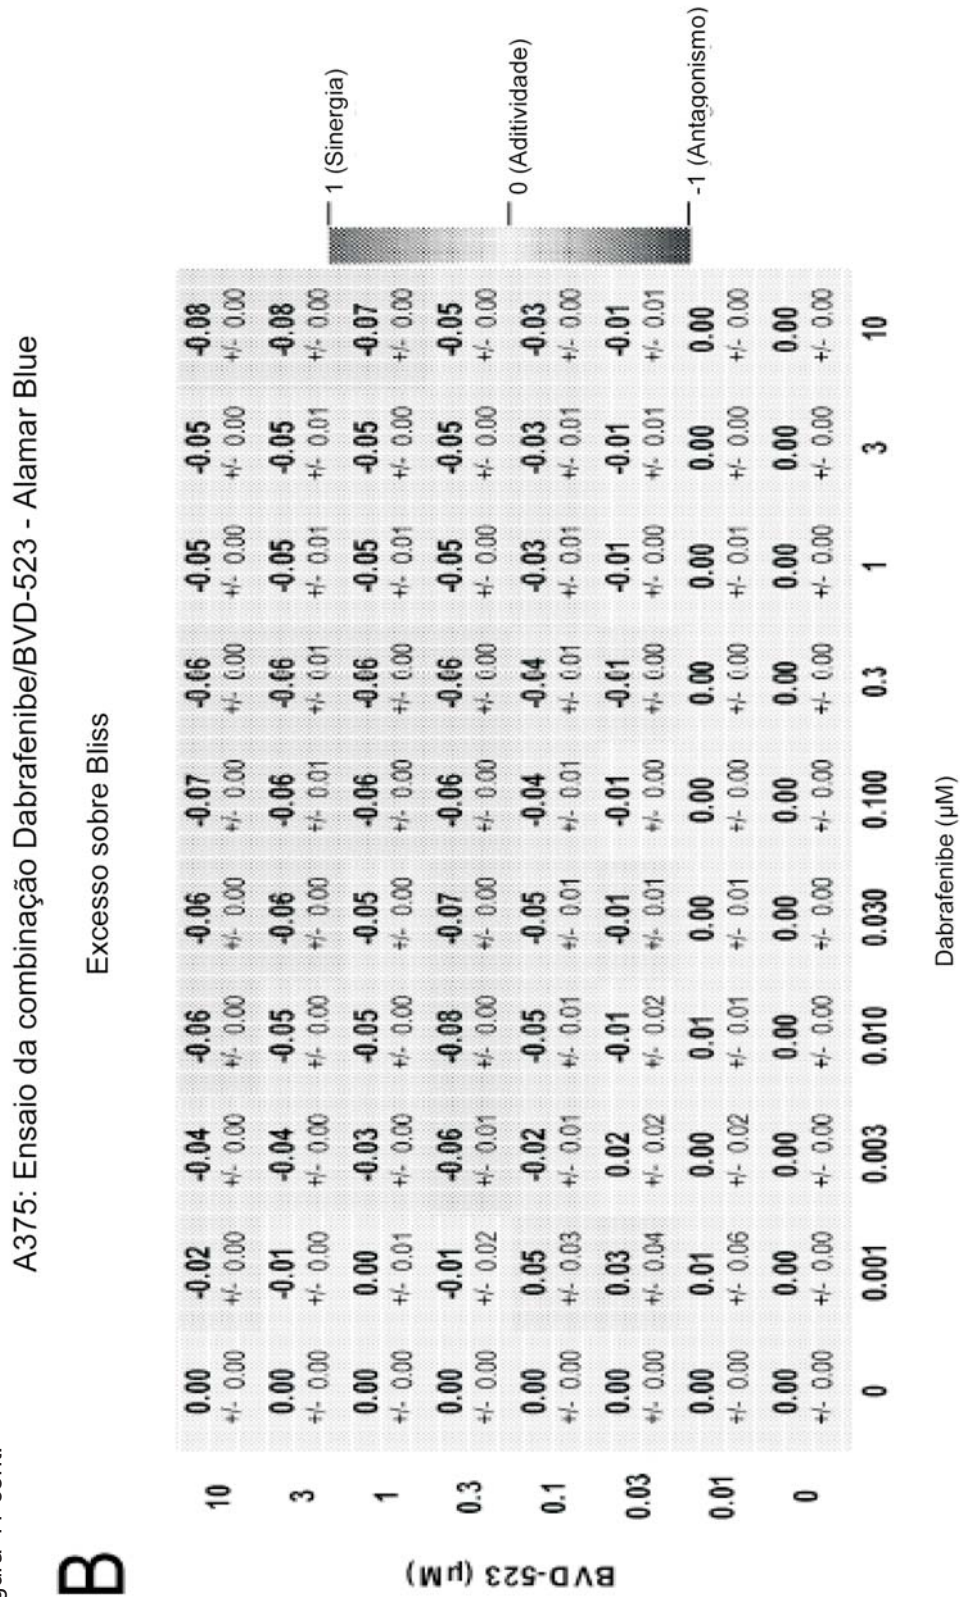 A375: Ensaio da combinação Dabrafenibe/BVD-523 - Alamar Blue
B
Excesso sobre Bliss
BVD-523 (µM)
10 0.00 -0.02 -0.04 -0.06 -0.06 -0.07 -0.06 -0.05 -0.05 -0.08
+/- 0.00 +/- 0.00 +/- 0.00 +/- 0.00 +/- 0.00 +/- 0.00 +/- 0.00 +/- 0.00 +/- 0.00 +/- 0.00
3 0.00 -0.01 -0.04 -0.05 -0.06 -0.06 -0.06 -0.05 -0.05 -0.08
+/- 0.00 +/- 0.00 +/- 0.00 +/- 0.00 +/- 0.00 +/- 0.01 +/- 0.01 +/- 0.01 +/- 0.01 +/- 0.00
1 0.00 0.00 -0.03 -0.05 -0.05 -0.06 -0.06 -0.05 -0.05 -0.07
+/- 0.00 +/- 0.01 +/- 0.00 +/- 0.00 +/- 0.00 +/- 0.00 +/- 0.00 +/- 0.01 +/- 0.00 +/- 0.00
0.3 0.00 -0.01 -0.06 -0.08 -0.07 -0.06 -0.06 -0.05 -0.05 -0.05
+/- 0.00 +/- 0.02 +/- 0.01 +/- 0.00 +/- 0.00 +/- 0.00 +/- 0.00 +/- 0.00 +/- 0.00 +/- 0.00
0.1 0.00 0.05 -0.02 -0.05 -0.05 -0.04 -0.04 -0.03 -0.03 -0.03
+/- 0.00 +/- 0.03 +/- 0.01 +/- 0.01 +/- 0.01 +/- 0.01 +/- 0.01 +/- 0.01 +/- 0.01 +/- 0.00
0.03 0.00 0.03 0.02 -0.01 -0.01 -0.01 -0.01 -0.01 -0.01 -0.01
+/- 0.00 +/- 0.04 +/- 0.02 +/- 0.02 +/- 0.01 +/- 0.00 +/- 0.00 +/- 0.00 +/- 0.01 +/- 0.01
0.01 0.00 0.01 0.00 0.01 0.00 0.00 0.00 0.00 0.00 0.00
+/- 0.00 +/- 0.06 +/- 0.02 +/- 0.01 +/- 0.01 +/- 0.00 +/- 0.00 +/- 0.01 +/- 0.00 +/- 0.00
0 0.00 0.00 0.00 0.00 0.00 0.00 0.00 0.00 0.00 0.00
+/- 0.00 +/- 0.00 +/- 0.00 +/- 0.00 +/- 0.00 +/- 0.00 +/- 0.00 +/- 0.00 +/- 0.00 +/- 0.00
0 0.001 0.003 0.010 0.030 0.100 0.3 1 3 10
Dabrafenibe (µM)
1 (Sinergia)
0 (Aditividade)
-1 (Antagonismo)